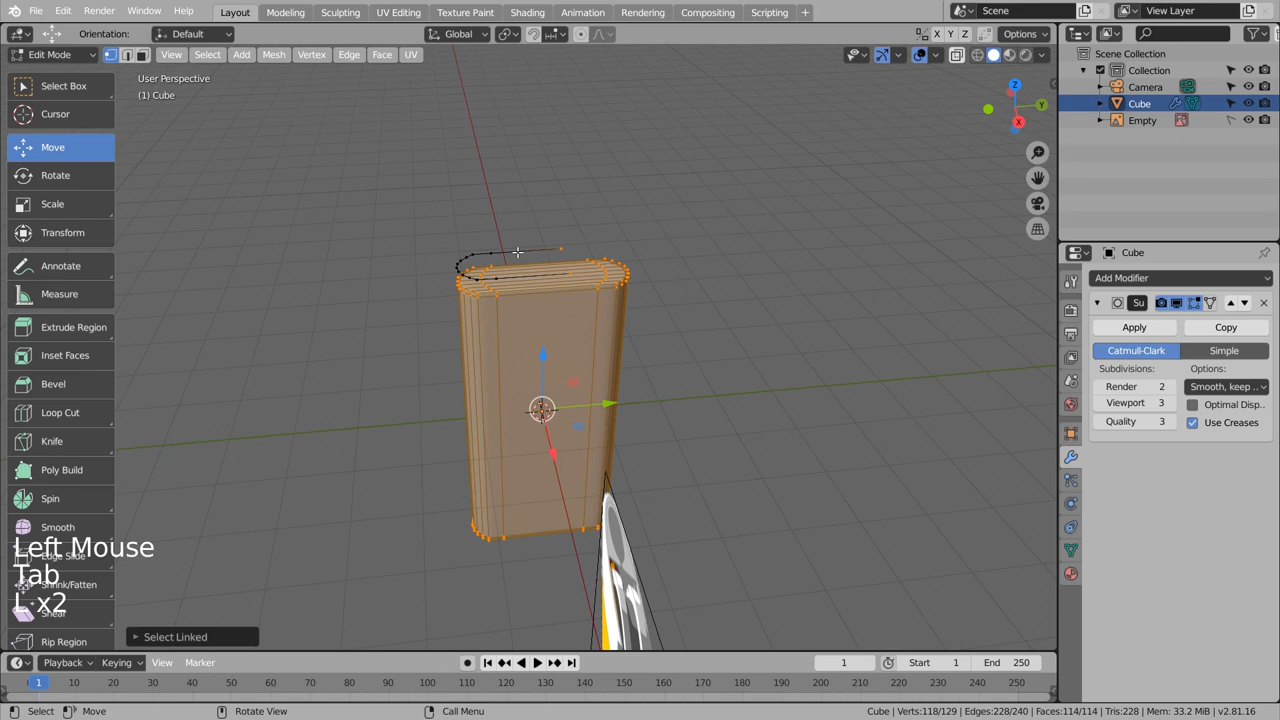 File Edit Render Window Help Layout Modeling Sculpting UV Editing Texture Paint Shading Animation Rendering Compositing Scripting + Scene View Layer
Orientation: Default Global X Y Z Options
Edit Mode View Select Add Mesh Vertex Edge Face UV
Scene Collection
Collection
Camera
Cube
Empty
User Perspective
(1) Cube
Z
Y
X
Select Box
Cursor
Move
Rotate
Scale
Transform
Annotate
Measure
Extrude Region
Inset Faces
Bevel
Loop Cut
Knife
Poly Build
Spin
Smooth
Edge Slide
Shrink/Fatten
Shear
Rip Region
Left Mouse
Tab
L x2
Select Linked
Cube
Add Modifier
Su
Apply Copy
Catmull-Clark Simple
Subdivisions: Options:
Render 2 Smooth, keep ..
Viewport 3 Optimal Disp..
Quality 3 Use Creases
Playback Keying View Marker 1 Start 1 End 250
1 10 20 30 40 50 60 70 80 90 100 110 120 130 140 150 160 170 180 190 200 210 220 230 240 250
Select Move Rotate View Call Menu Cube | Verts:118/129 | Edges:228/240 | Faces:114/114 | Tris:228 | Mem: 33.2 MiB | v2.81.16